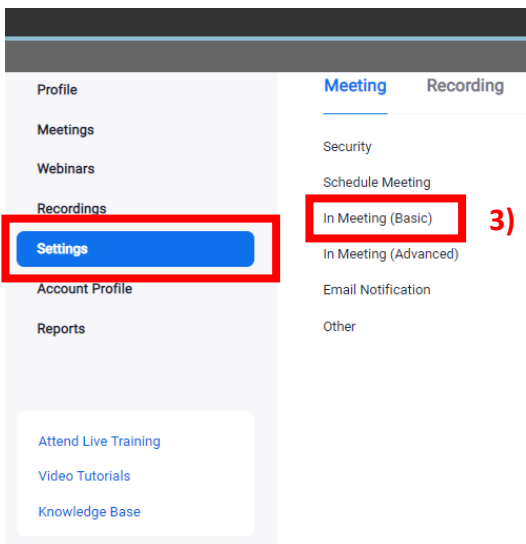 Profile
Meetings
Webinars
Recordings
Settings
Account Profile
Reports
Attend Live Training
Video Tutorials
Knowledge Base
Meeting Recording
Security
Schedule Meeting
In Meeting (Basic) 3)
In Meeting (Advanced)
Email Notification
Other